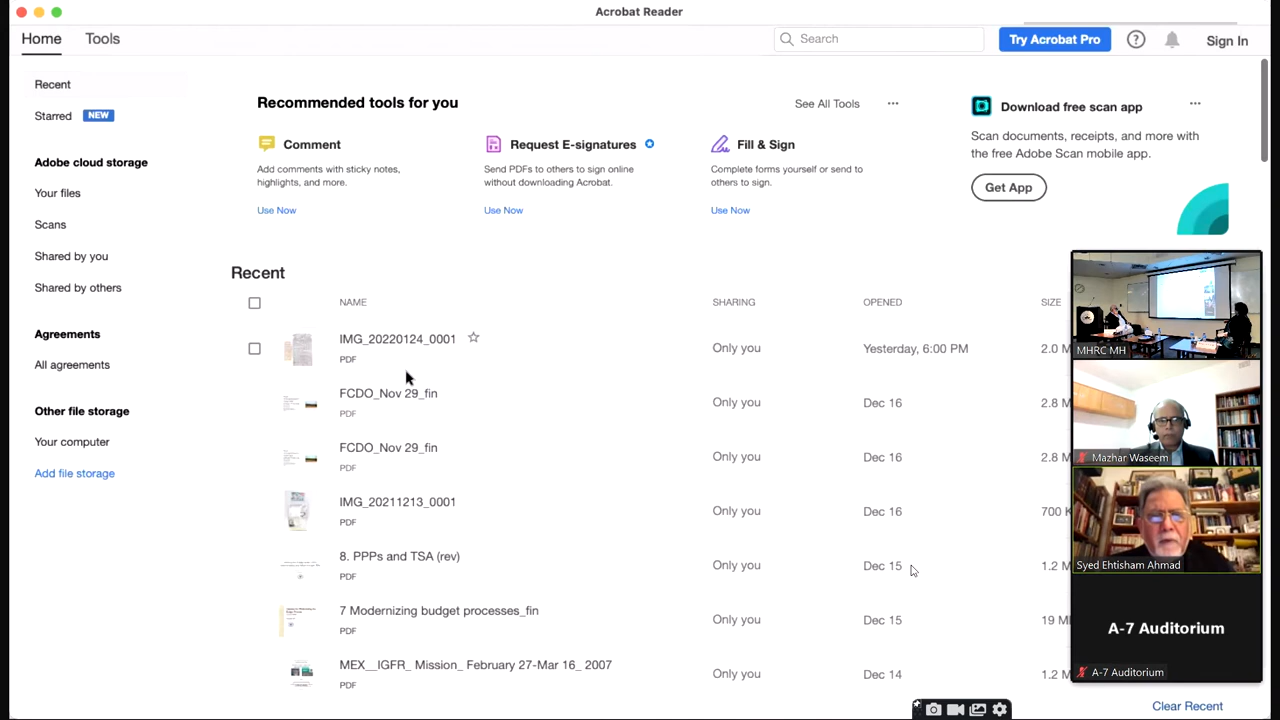 Acrobat Reader
Home Tools
Search
Try Acrobat Pro
?
Sign In
Recent
Starred NEW
Adobe cloud storage
Your files
Scans
Shared by you
Shared by others
Agreements
All agreements
Other file storage
Your computer
Add file storage
Recommended tools for you
See All Tools
Comment
Add comments with sticky notes,
highlights, and more.
Use Now
Request E-signatures
Send PDFs to others to sign online
without downloading Acrobat.
Use Now
Fill & Sign
Complete forms yourself or send to
others to sign.
Use Now
Download free scan app
Scan documents, receipts, and more with
the free Adobe Scan mobile app.
Get App
Recent
NAME SHARING OPENED SIZE
IMG_20220124_0001
PDF
Only you Yesterday, 6:00 PM 2.0 M
FCDO_Nov 29_fin
PDF
Only you Dec 16 2.8 M
FCDO_Nov 29_fin
PDF
Only you Dec 16 2.8 M
IMG_20211213_0001
PDF
Only you Dec 16 700 K
8. PPPs and TSA (rev)
PDF
Only you Dec 15 1.2 M
7 Modernizing budget processes_fin
PDF
Only you Dec 15 19 M
MEX__IGFR_ Mission_ February 27-Mar 16_ 2007
PDF
Only you Dec 14 1.2 M
Clear Recent
MHRC MH
Mazhar Waseem
Syed Ehtisham Ahmad
A-7 Auditorium
A-7 Auditorium